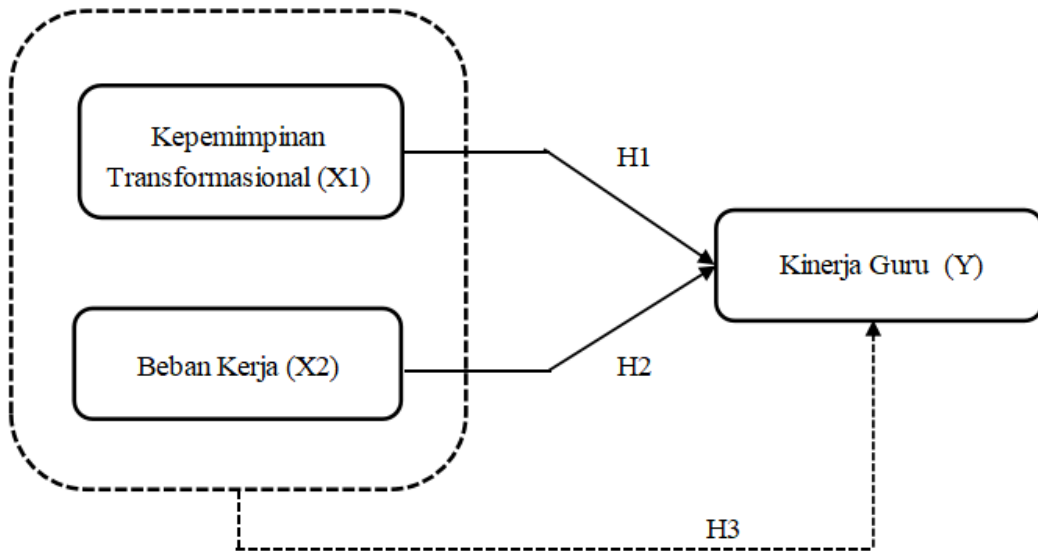 Kepemimpinan
Transformasional (X1)
H1
Kinerja Guru (Y)
Beban Kerja (X2)
H2
H3